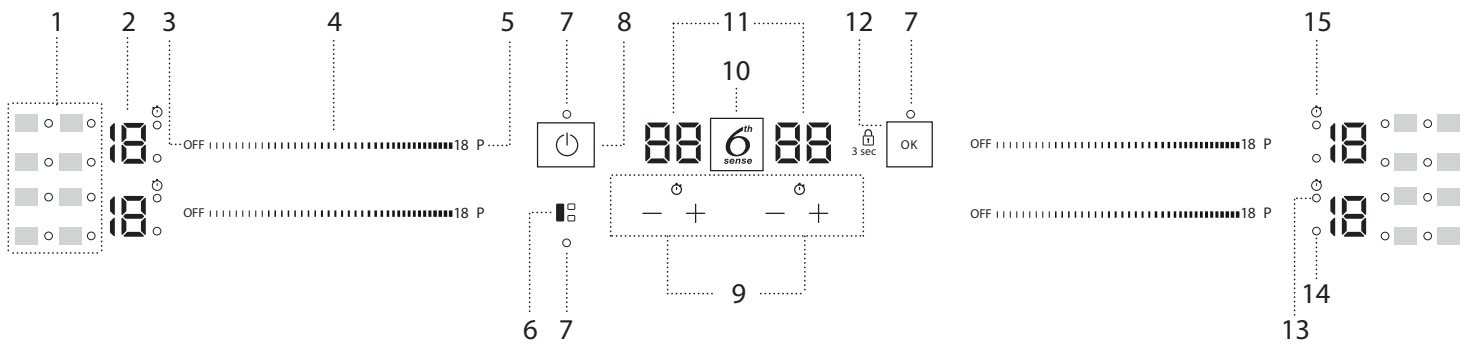 1 2 3 4 5 7 8 11 12 7 15
10
18 OFF 18 P 88 6th sense 88 3 sec OK OFF 18 P 18
18 OFF 18 P − + − + OFF 18 P 18
9 14
6 7 13